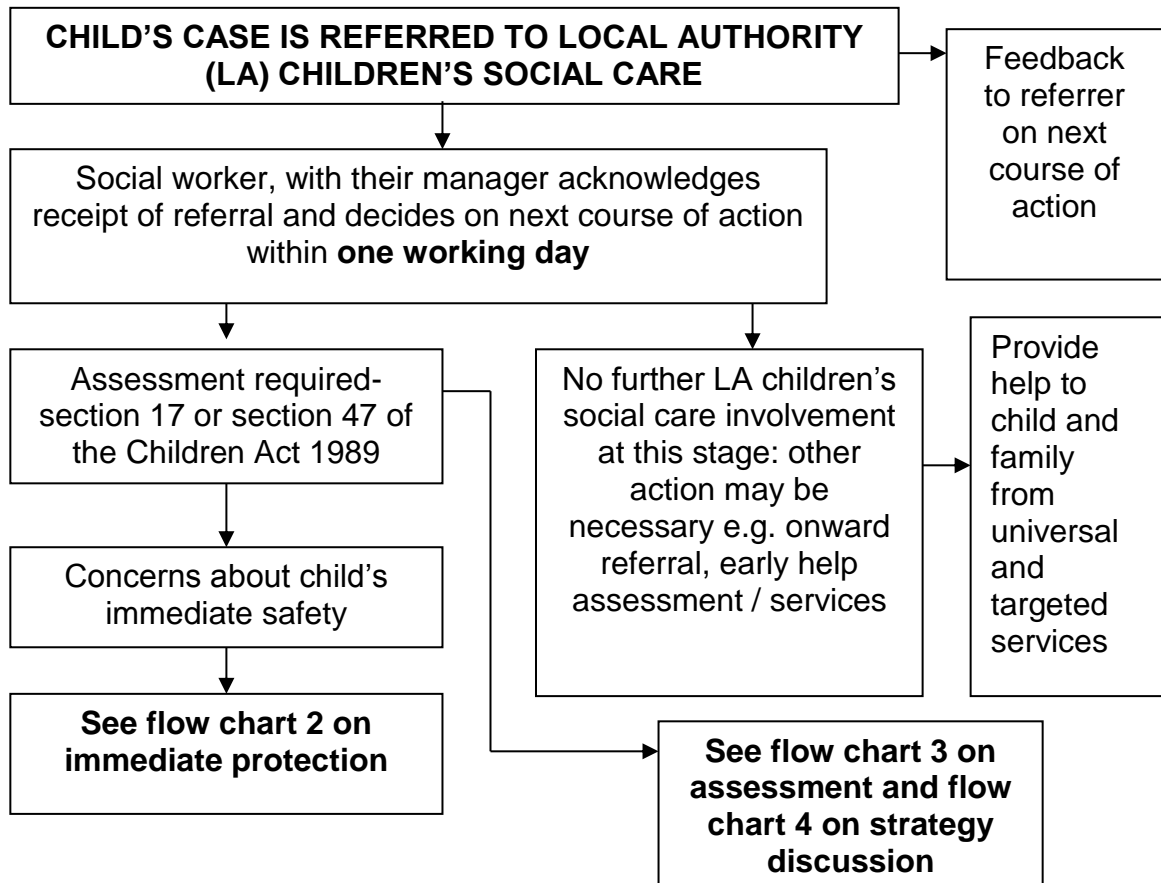 CHILD’S CASE IS REFERRED TO LOCAL AUTHORITY
(LA) CHILDREN’S SOCIAL CARE
Feedback
to referrer
on next
course of
action
Social worker, with their manager acknowledges
receipt of referral and decides on next course of action
within one working day
Assessment required-
section 17 or section 47 of
the Children Act 1989
No further LA children’s
social care involvement
at this stage: other
action may be
necessary e.g. onward
referral, early help
assessment / services
Provide
help to
child and
family
from
universal
and
targeted
services
Concerns about child’s
immediate safety
See flow chart 2 on
immediate protection
See flow chart 3 on
assessment and flow
chart 4 on strategy
discussion